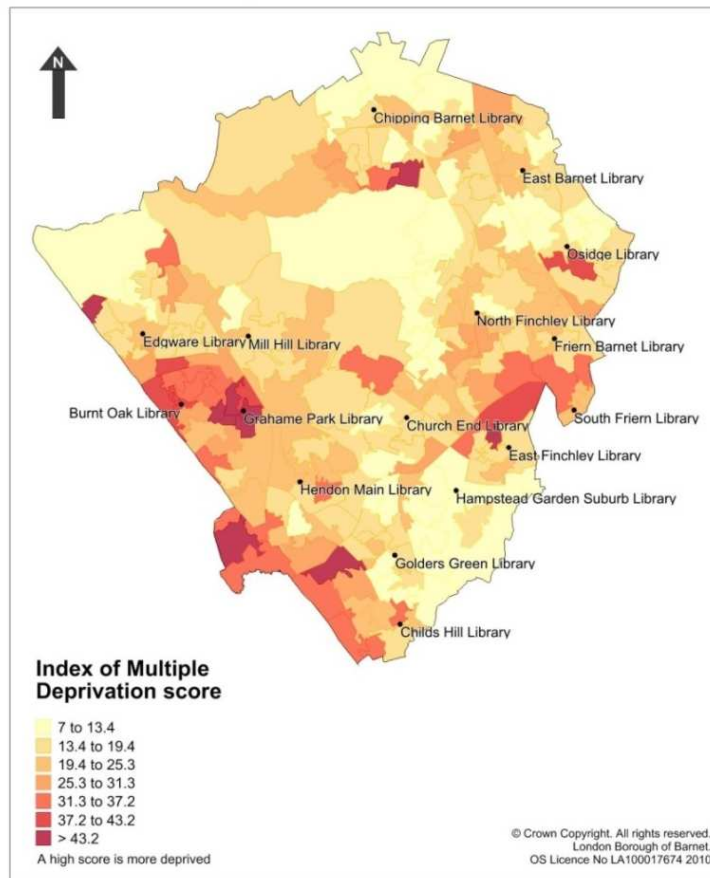 N
Chipping Barnet Library
East Barnet Library
Osidge Library
North Finchley Library
Friern Barnet Library
Edgware Library
Mill Hill Library
Burnt Oak Library
Grahame Park Library
Church End Library
South Friern Library
East Finchley Library
Hendon Main Library
Hampstead Garden Suburb Library
Golders Green Library
Childs Hill Library
Index of Multiple
Deprivation score
7 to 13.4
13.4 to 19.4
19.4 to 25.3
25.3 to 31.3
31.3 to 37.2
37.2 to 43.2
> 43.2
A high score is more deprived
© Crown Copyright. All rights reserved.
London Borough of Barnet.
OS Licence No LA100017674 2010